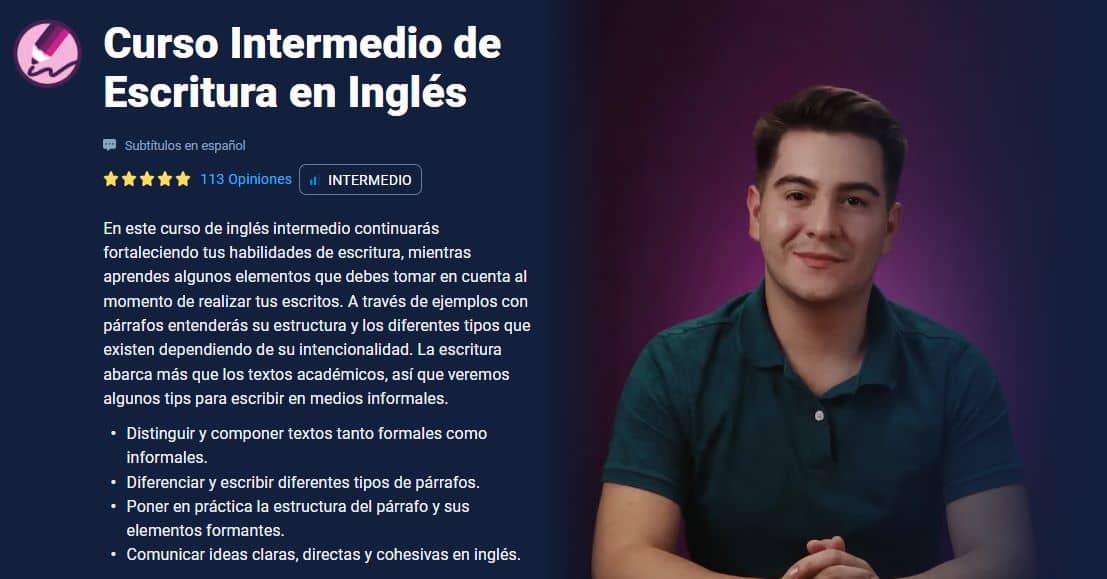 Curso Intermedio de
Escritura en Inglés
Subtítulos en español
113 Opiniones
INTERMEDIO
En este curso de inglés intermedio continuarás
fortaleciendo tus habilidades de escritura, mientras
aprendes algunos elementos que debes tomar en cuenta al
momento de realizar tus escritos. A través de ejemplos con
párrafos entenderás su estructura y los diferentes tipos que
existen dependiendo de su intencionalidad. La escritura
abarca más que los textos académicos, así que veremos
algunos tips para escribir en medios informales.
• Distinguir y componer textos tanto formales como
informales.
• Diferenciar y escribir diferentes tipos de párrafos.
• Poner en práctica la estructura del párrafo y sus
elementos formantes.
• Comunicar ideas claras, directas y cohesivas en inglés.